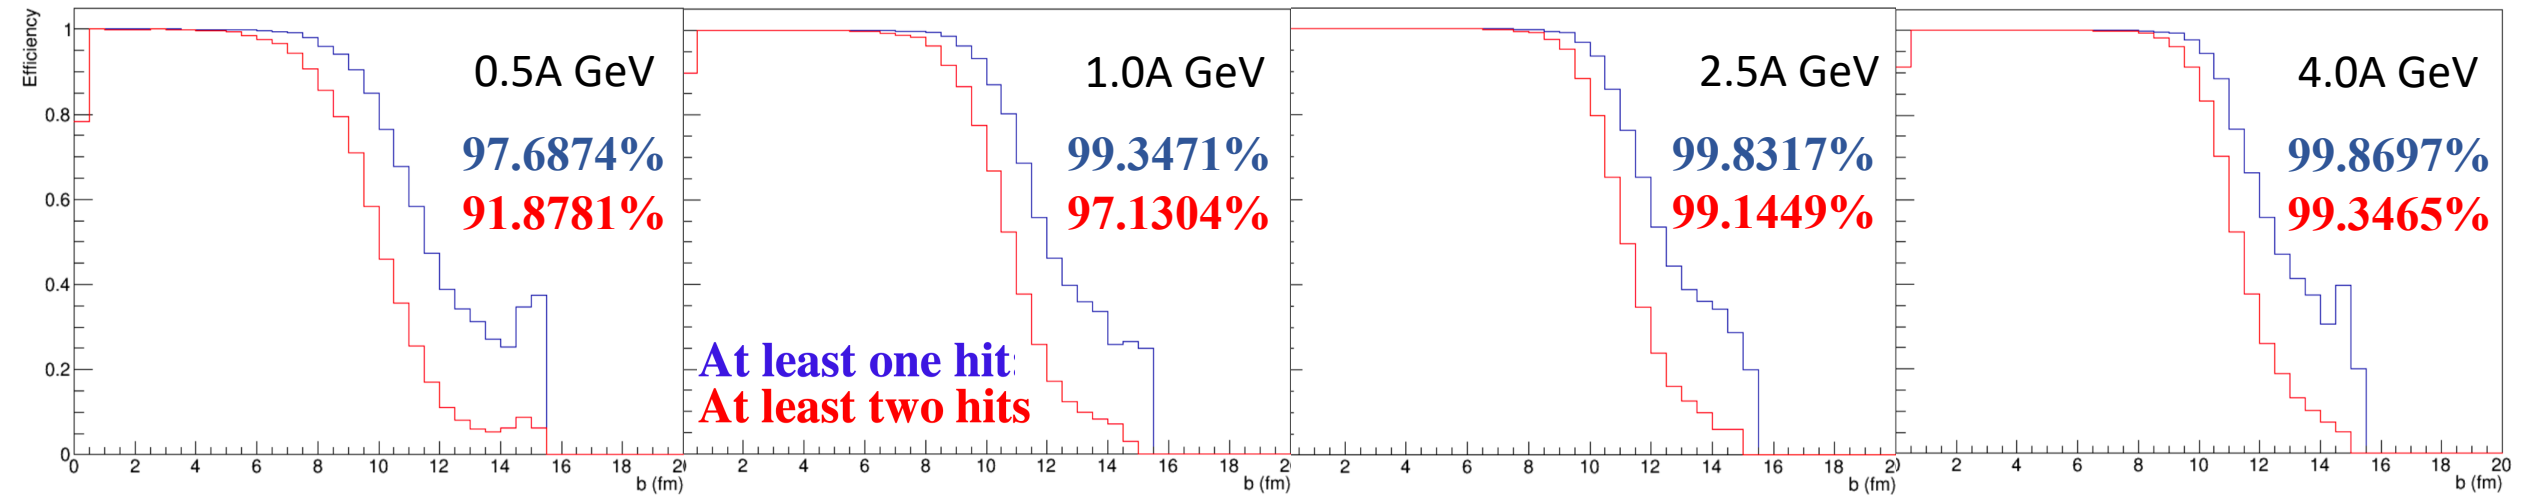 Efficiency
1
0.8
0.6
0.4
0.2
0
0.5A GeV
97.6874%
91.8781%
0 2 4 6 8 10 12 14 16 18
b (fm)
1.0A GeV
99.3471%
97.1304%
At least one hit:
At least two hits
2 4 6 8 10 12 14 16 18
b (fm)
2.5A GeV
99.8317%
99.1449%
2 4 6 8 10 12 14 16 18
b (fm)
4.0A GeV
99.8697%
99.3465%
2 4 6 8 10 12 14 16 18 20
b (fm)